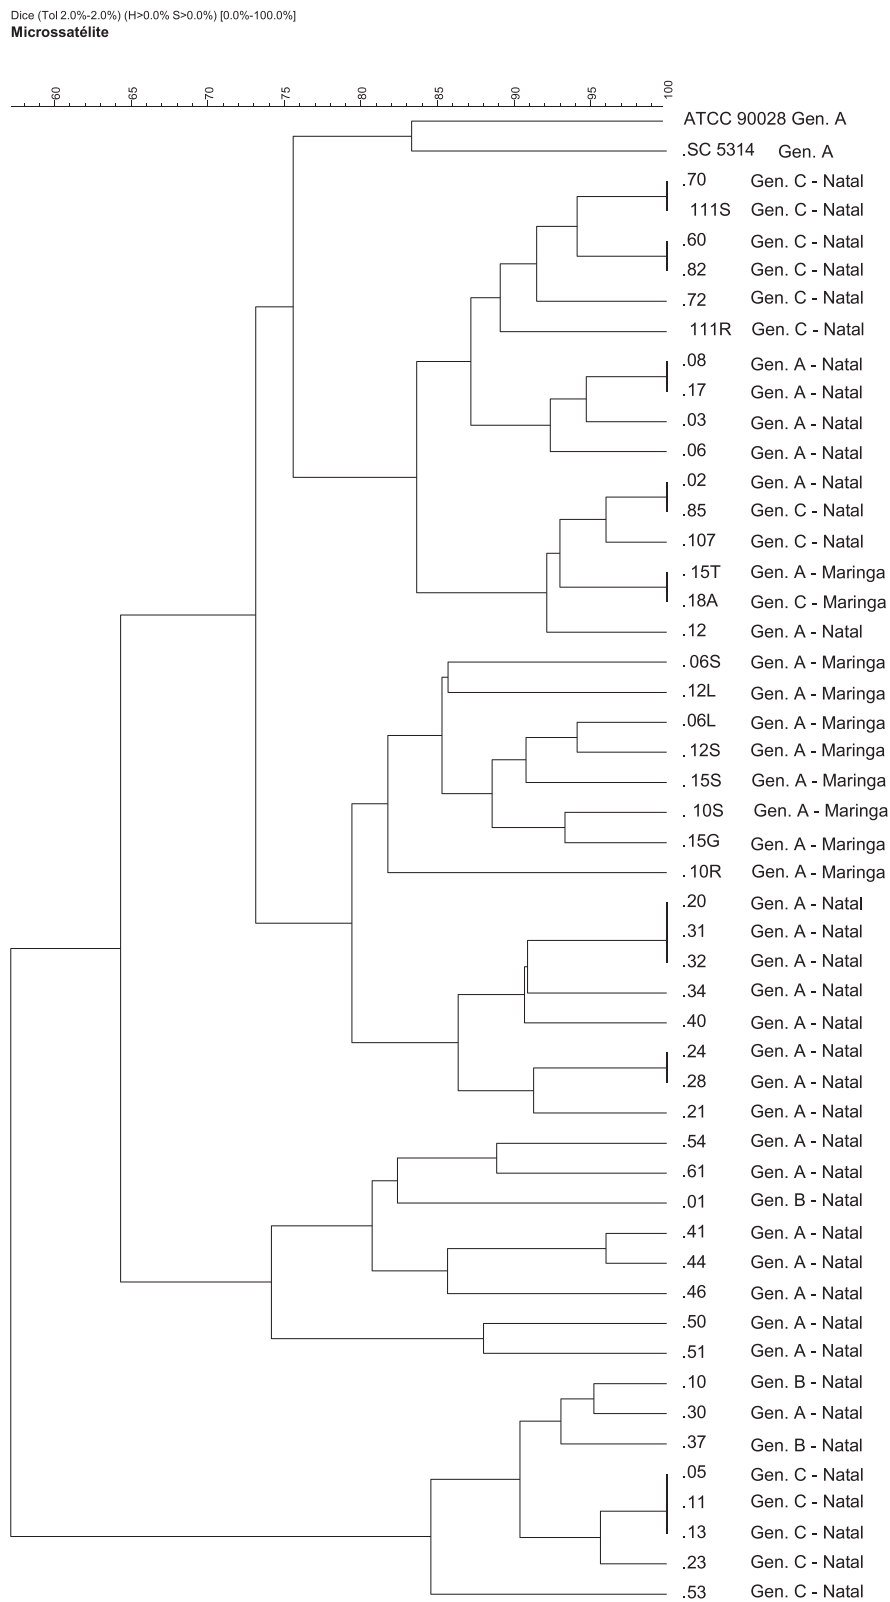 Dice (Tol 2.0%-2.0%) (H>0.0% S>0.0%) [0.0%-100.0%]
Microssatélite
60 65 70 75 80 85 90 95 100
ATCC 90028 Gen. A
.SC 5314 Gen. A
.70 Gen. C - Natal
111S Gen. C - Natal
.60 Gen. C - Natal
.82 Gen. C - Natal
.72 Gen. C - Natal
111R Gen. C - Natal
.08 Gen. A - Natal
.17 Gen. A - Natal
.03 Gen. A - Natal
.06 Gen. A - Natal
.02 Gen. A - Natal
.85 Gen. C - Natal
.107 Gen. C - Natal
. 15T Gen. A - Maringa
.18A Gen. C - Maringa
.12 Gen. A - Natal
. 06S Gen. A - Maringa
.12L Gen. A - Maringa
.06L Gen. A - Maringa
. 12S Gen. A - Maringa
. 15S Gen. A - Maringa
. 10S Gen. A - Maringa
.15G Gen. A - Maringa
. 10R Gen. A - Maringa
.20 Gen. A - Natal
.31 Gen. A - Natal
.32 Gen. A - Natal
.34 Gen. A - Natal
.40 Gen. A - Natal
.24 Gen. A - Natal
.28 Gen. A - Natal
.21 Gen. A - Natal
.54 Gen. A - Natal
.61 Gen. A - Natal
.01 Gen. B - Natal
.41 Gen. A - Natal
.44 Gen. A - Natal
.46 Gen. A - Natal
.50 Gen. A - Natal
.51 Gen. A - Natal
.10 Gen. B - Natal
.30 Gen. A - Natal
.37 Gen. B - Natal
.05 Gen. C - Natal
.11 Gen. C - Natal
.13 Gen. C - Natal
.23 Gen. C - Natal
.53 Gen. C - Natal